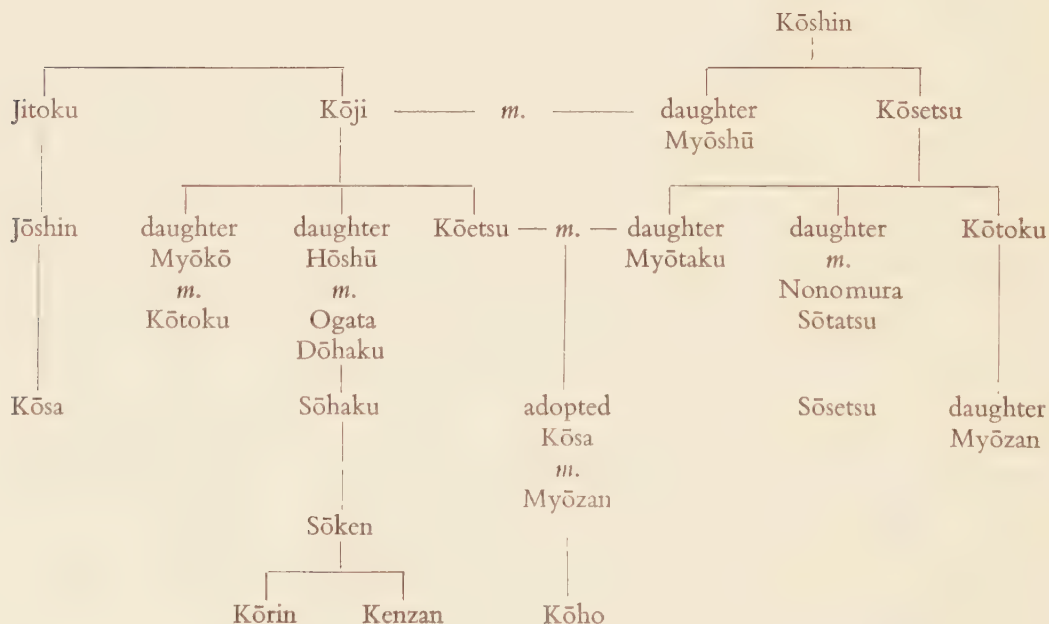 Kōshin
Jitoku Kōji m. daughter Kōsetsu
Myōshū
Jōshin daughter daughter Kōetsu m. daughter daughter Kōtoku
Myōkō Hōshū Myōtaku m.
m. m. Nonomura
Kōtoku Ogata Sōtatsu
Dōhaku
Kōsa Sōhaku adopted Sōsetsu daughter
Kōsa Myōzan
m.
Myōzan
Sōken
Kōrin Kenzan Kōho